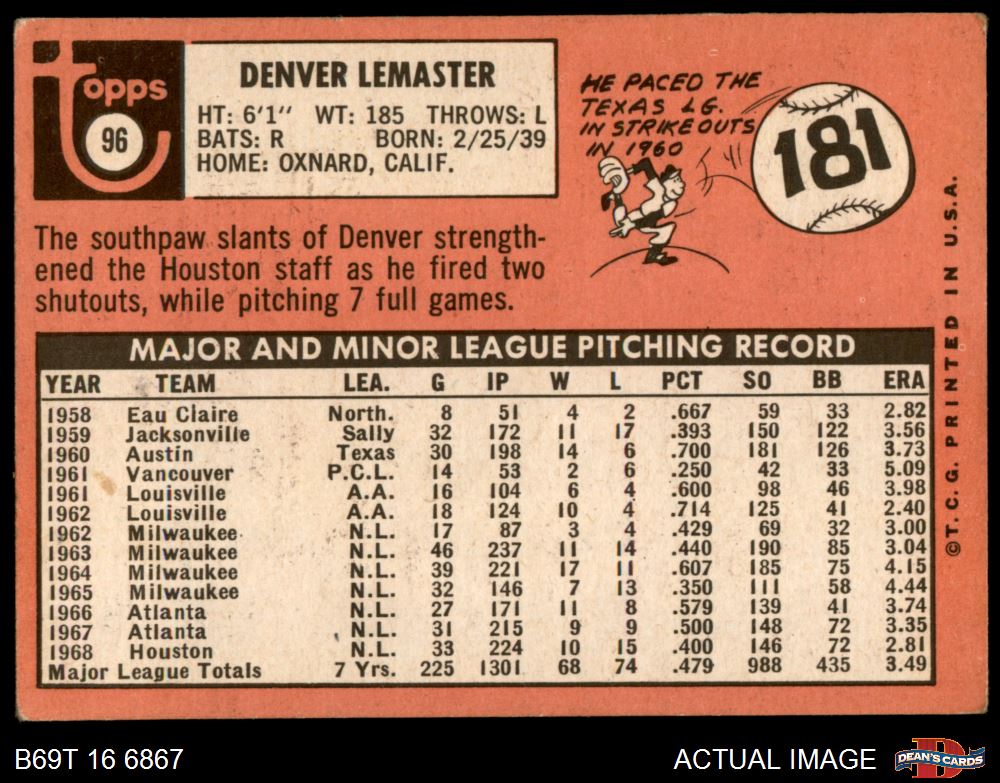 Topps
96
DENVER LEMASTER
HT: 6'1" WT: 185 THROWS: L
BATS: R BORN: 2/25/39
HOME: OXNARD, CALIF.
HE PACED THE
TEXAS LG.
IN STRIKEOUTS
IN 1960
181
The southpaw slants of Denver strength-
ened the Houston staff as he fired two
shutouts, while pitching 7 full games.
MAJOR AND MINOR LEAGUE PITCHING RECORD
YEAR TEAM LEA. G IP W L PCT SO BB ERA
1958 Eau Claire North. 8 51 4 2 .667 59 33 2.82
1959 Jacksonville Sally 32 172 11 17 .393 150 122 3.56
1960 Austin Texas 30 198 14 6 .700 181 126 3.73
1961 Vancouver P.C.L. 14 53 2 6 .250 42 33 5.09
1961 Louisville A.A. 16 104 6 4 .600 98 46 3.98
1962 Louisville A.A. 18 124 10 4 .714 125 41 2.40
1962 Milwaukee N.L. 17 87 3 4 .429 69 32 3.00
1963 Milwaukee N.L. 46 237 11 14 .440 190 85 3.04
1964 Milwaukee N.L. 39 221 17 11 .607 185 75 4.15
1965 Milwaukee N.L. 32 146 7 13 .350 111 58 4.44
1966 Atlanta N.L. 27 171 11 8 .579 139 41 3.74
1967 Atlanta N.L. 31 215 9 9 .500 148 72 3.35
1968 Houston N.L. 33 224 10 15 .400 146 72 2.81
Major League Totals 7 Yrs. 225 1301 68 74 .479 988 435 3.49
©T. C. G. PRINTED IN U.S.A.
B69T 16 6867
ACTUAL IMAGE
DEAN'S CARDS